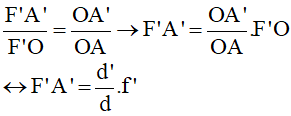 F'A'/F'O = OA'/OA → F'A' = OA'/OA .F'O
↔ F'A' = d'/d .f'